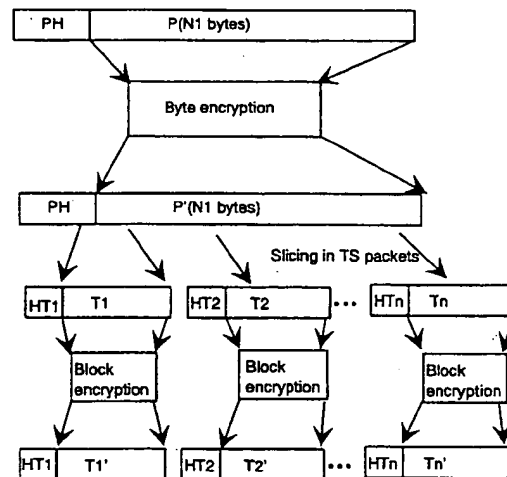 PH P(N1 bytes)
Byte encryption
PH P'(N1 bytes)
Slicing in TS packets
HT1 T1 HT2 T2 ••• HTn Tn
Block encryption
Block encryption
Block encryption
HT1 T1' HT2 T2' ••• HTn Tn'